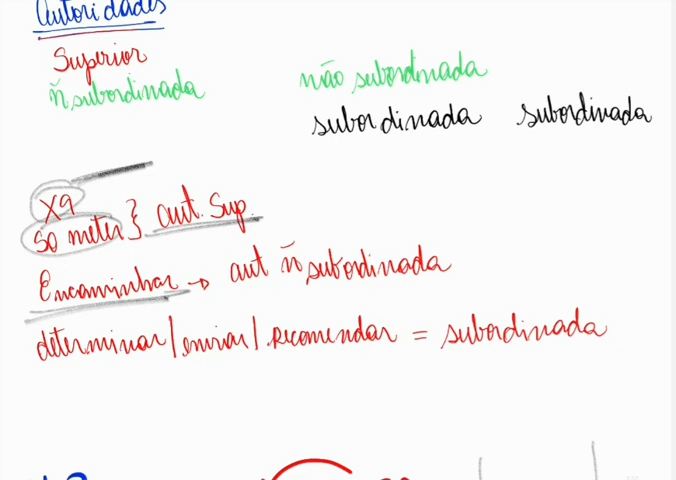 Autoridades
Superior
ñ subordinada
não subordinada
subordinada subordinada
X9
so meter } aut. Sup.
Encaminhar → aut ñ subordinada
determinar/enviar/recomendar = subordinada